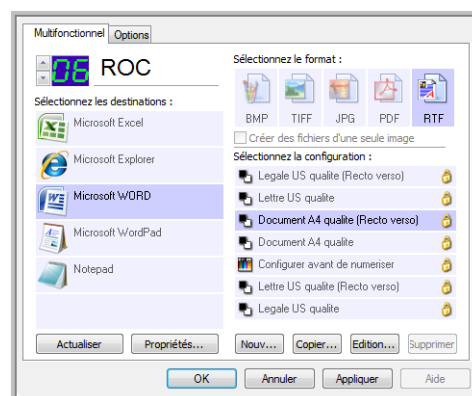 Multifonctionnel Options
06 ROC
Sélectionnez les destinations :
Microsoft Excel
Microsoft Explorer
Microsoft WORD
Microsoft WordPad
Notepad
Actualiser Propriétés...
Sélectionnez le format :
BMP TIFF JPG PDF RTF
Créer des fichiers d'une seule image
Sélectionnez la configuration :
Legale US qualite (Recto verso)
Lettre US qualite
Document A4 qualite (Recto verso)
Document A4 qualite
Configurer avant de numeriser
Lettre US qualite (Recto verso)
Legale US qualite
Nouv... Copier... Edition... Supprimer
OK Annuler Appliquer Aide